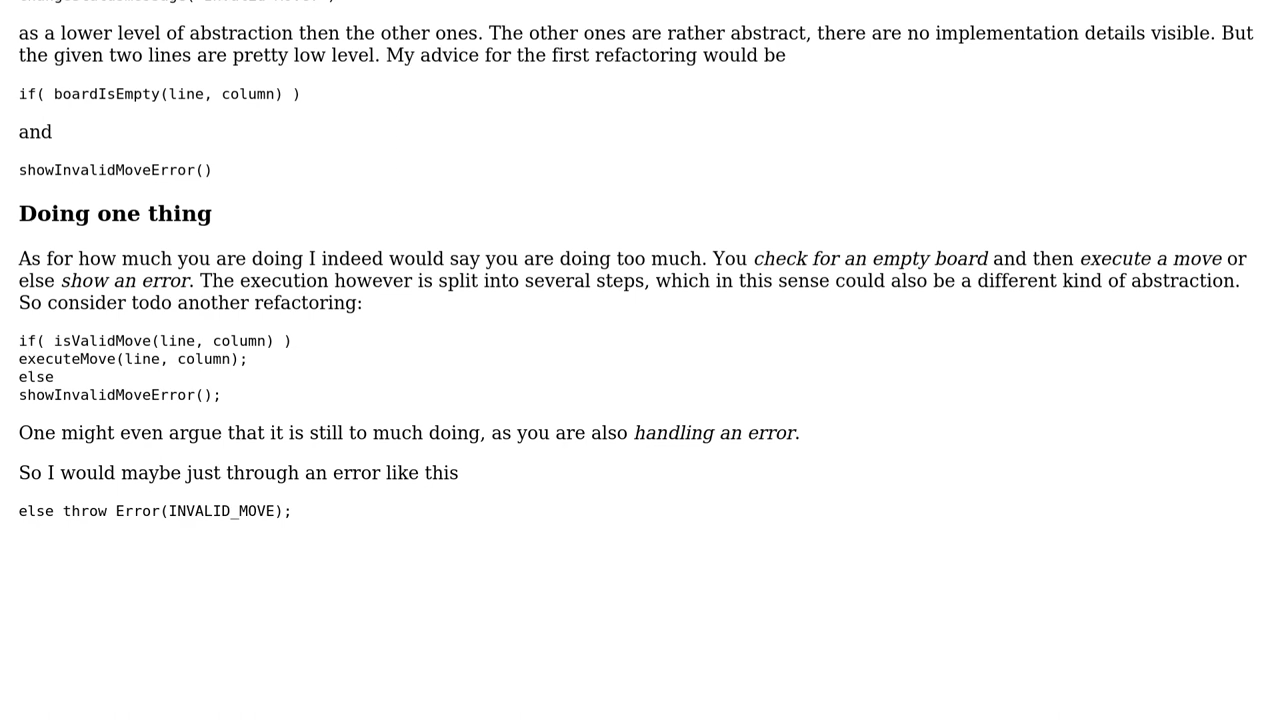 as a lower level of abstraction then the other ones. The other ones are rather abstract, there are no implementation details visible. But
the given two lines are pretty low level. My advice for the first refactoring would be
if( boardIsEmpty(line, column) )
and
showInvalidMoveError()
Doing one thing
As for how much you are doing I indeed would say you are doing too much. You check for an empty board and then execute a move or
else show an error. The execution however is split into several steps, which in this sense could also be a different kind of abstraction.
So consider todo another refactoring:
if( isValidMove(line, column) )
executeMove(line, column);
else
showInvalidMoveError();
One might even argue that it is still to much doing, as you are also handling an error.
So I would maybe just through an error like this
else throw Error(INVALID_MOVE);